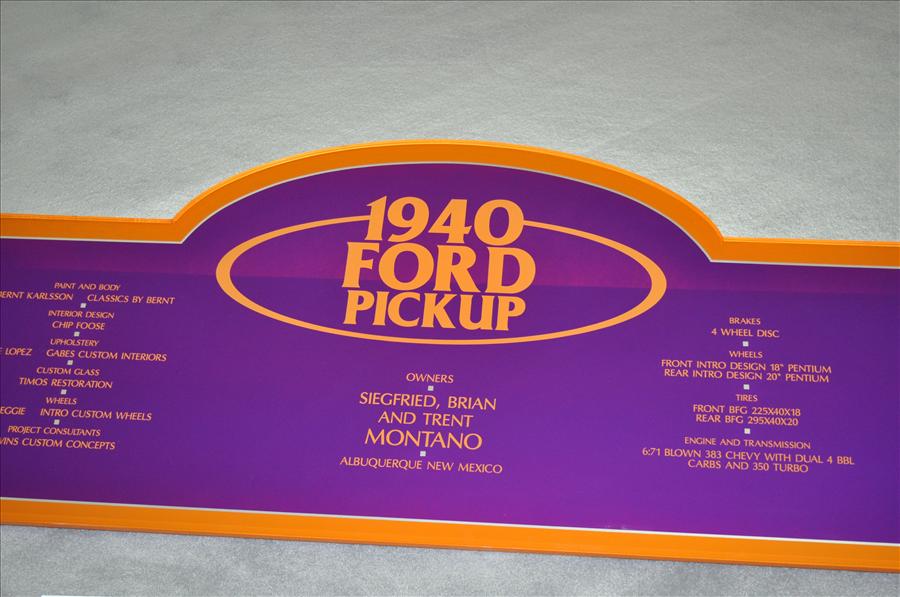 1940
FORD
PICKUP
PAINT AND BODY
KARLSSON CLASSICS BY BERNT
INTERIOR DESIGN
CHIP FOOSE
UPHOLSTERY
LOPEZ GABES CUSTOM INTERIORS
CUSTOM GLASS
TIMOS RESTORATION
WHEELS
INTRO CUSTOM WHEELS
PROJECT CONSULTANTS
CUSTOM CONCEPTS
OWNERS
SIEGFRIED, BRIAN
AND TRENT
MONTANO
ALBUQUERQUE NEW MEXICO
BRAKES
4 WHEEL DISC
WHEELS
FRONT INTRO DESIGN 18" PENTIUM
REAR INTRO DESIGN 20" PENTIUM
TIRES
FRONT BFG 225X40X18
REAR BFG 295X40X20
ENGINE AND TRANSMISSION
6:71 BLOWN 383 CHEVY WITH DUAL 4 BBL
CARBS AND 350 TURBO